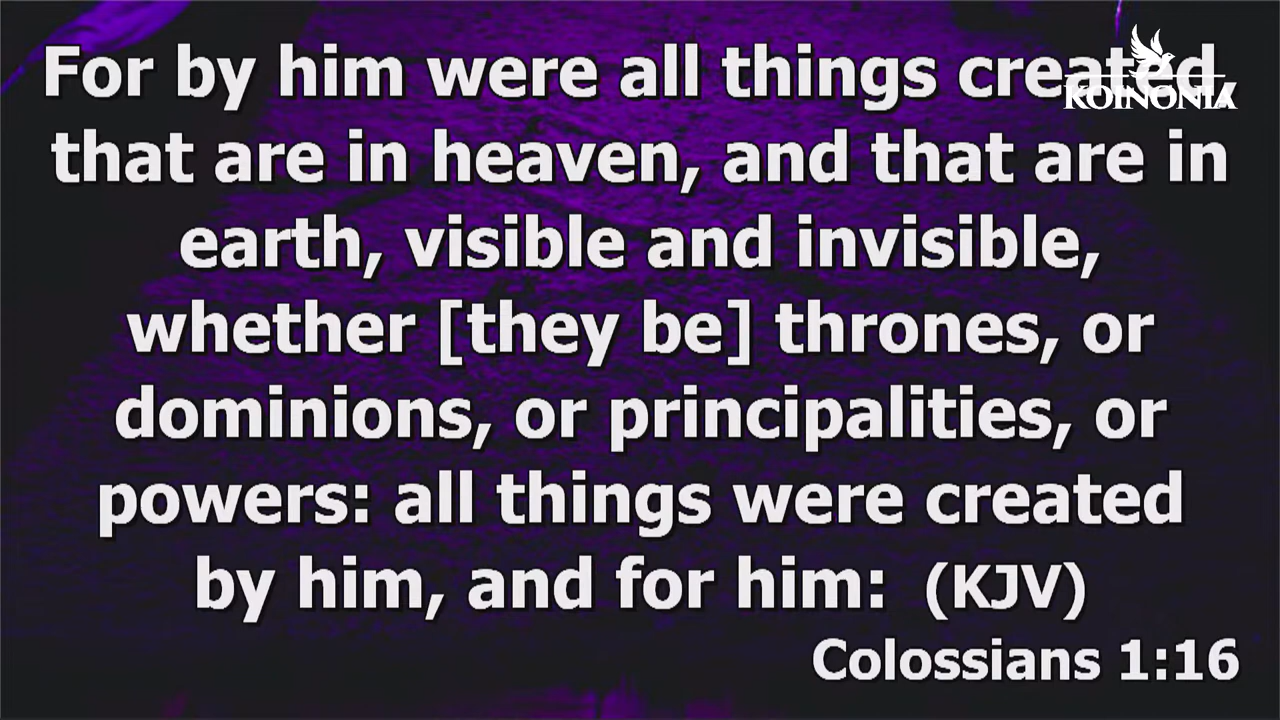 For by him were all things created,
KOINONIA
that are in heaven, and that are in
earth, visible and invisible,
whether [they be] thrones, or
dominions, or principalities, or
powers: all things were created
by him, and for him: (KJV)
Colossians 1:16